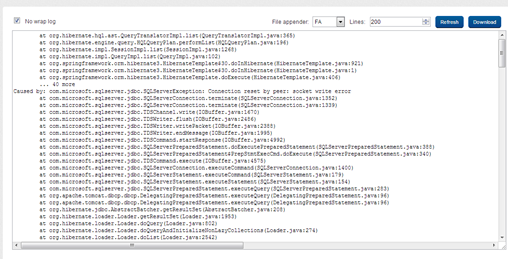 No wrap log
File appender: FA Lines: 200 Refresh Download
at org.hibernate.hql.ast.QueryTranslatorImpl.list(QueryTranslatorImpl.java:365)
at org.hibernate.engine.query.HQLQueryPlan.performList(HQLQueryPlan.java:196)
at org.hibernate.impl.SessionImpl.list(SessionImpl.java:1268)
at org.hibernate.impl.QueryImpl.list(QueryImpl.java:102)
at org.springframework.orm.hibernate3.HibernateTemplate$30.doInHibernate(HibernateTemplate.java:921)
at org.springframework.orm.hibernate3.HibernateTemplate$30.doInHibernate(HibernateTemplate.java:1)
at org.springframework.orm.hibernate3.HibernateTemplate.doExecute(HibernateTemplate.java:406)
... 40 more
Caused by: com.microsoft.sqlserver.jdbc.SQLServerException: Connection reset by peer: socket write error
at com.microsoft.sqlserver.jdbc.SQLServerConnection.terminate(SQLServerConnection.java:1352)
at com.microsoft.sqlserver.jdbc.SQLServerConnection.terminate(SQLServerConnection.java:1339)
at com.microsoft.sqlserver.jdbc.TDSChannel.write(IOBuffer.java:1670)
at com.microsoft.sqlserver.jdbc.TDSWriter.flush(IOBuffer.java:2486)
at com.microsoft.sqlserver.jdbc.TDSWriter.writePacket(IOBuffer.java:2388)
at com.microsoft.sqlserver.jdbc.TDSWriter.endMessage(IOBuffer.java:1995)
at com.microsoft.sqlserver.jdbc.TDSCommand.startResponse(IOBuffer.java:4992)
at com.microsoft.sqlserver.jdbc.SQLServerPreparedStatement.doExecutePreparedStatement(SQLServerPreparedStatement.java:388)
at com.microsoft.sqlserver.jdbc.SQLServerPreparedStatement$PrepStmtExecCmd.doExecute(SQLServerPreparedStatement.java:340)
at com.microsoft.sqlserver.jdbc.TDSCommand.execute(IOBuffer.java:4575)
at com.microsoft.sqlserver.jdbc.SQLServerConnection.executeCommand(SQLServerConnection.java:1400)
at com.microsoft.sqlserver.jdbc.SQLServerStatement.executeCommand(SQLServerStatement.java:179)
at com.microsoft.sqlserver.jdbc.SQLServerStatement.executeStatement(SQLServerStatement.java:154)
at com.microsoft.sqlserver.jdbc.SQLServerPreparedStatement.executeQuery(SQLServerPreparedStatement.java:283)
at org.apache.tomcat.dbcp.dbcp.DelegatingPreparedStatement.executeQuery(DelegatingPreparedStatement.java:96)
at org.apache.tomcat.dbcp.dbcp.DelegatingPreparedStatement.executeQuery(DelegatingPreparedStatement.java:96)
at org.hibernate.jdbc.AbstractBatcher.getResultSet(AbstractBatcher.java:208)
at org.hibernate.loader.Loader.getResultSet(Loader.java:1953)
at org.hibernate.loader.Loader.doQuery(Loader.java:802)
at org.hibernate.loader.Loader.doQueryAndInitializeNonLazyCollections(Loader.java:274)
at org.hibernate.loader.Loader.doList(Loader.java:2542)